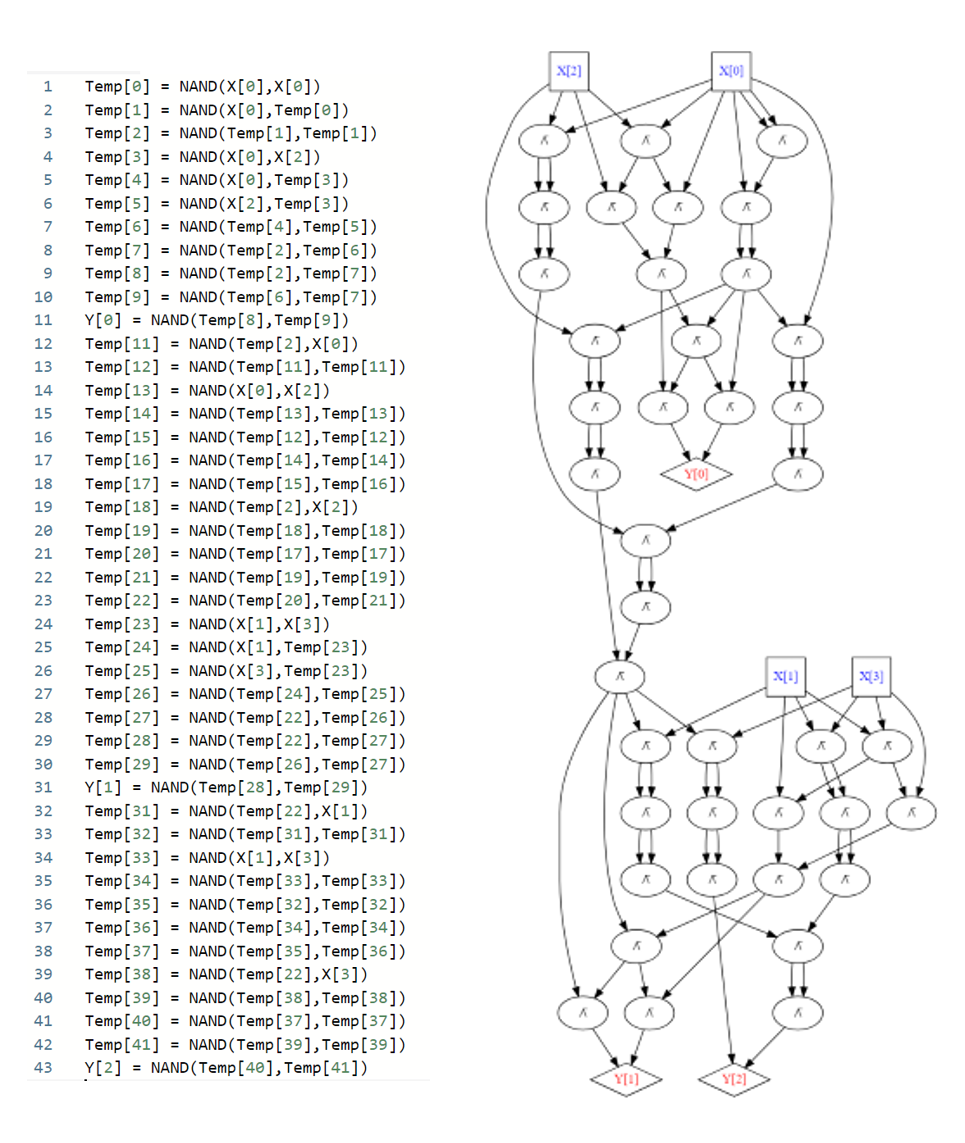 1 Temp[0] = NAND(X[0],X[0])
2 Temp[1] = NAND(X[0],Temp[0])
3 Temp[2] = NAND(Temp[1],Temp[1])
4 Temp[3] = NAND(X[0],X[2])
5 Temp[4] = NAND(X[0],Temp[3])
6 Temp[5] = NAND(X[2],Temp[3])
7 Temp[6] = NAND(Temp[4],Temp[5])
8 Temp[7] = NAND(Temp[2],Temp[6])
9 Temp[8] = NAND(Temp[2],Temp[7])
10 Temp[9] = NAND(Temp[6],Temp[7])
11 Y[0] = NAND(Temp[8],Temp[9])
12 Temp[11] = NAND(Temp[2],X[0])
13 Temp[12] = NAND(Temp[11],Temp[11])
14 Temp[13] = NAND(X[0],X[2])
15 Temp[14] = NAND(Temp[13],Temp[13])
16 Temp[15] = NAND(Temp[12],Temp[12])
17 Temp[16] = NAND(Temp[14],Temp[14])
18 Temp[17] = NAND(Temp[15],Temp[16])
19 Temp[18] = NAND(Temp[2],X[2])
20 Temp[19] = NAND(Temp[18],Temp[18])
21 Temp[20] = NAND(Temp[17],Temp[17])
22 Temp[21] = NAND(Temp[19],Temp[19])
23 Temp[22] = NAND(Temp[20],Temp[21])
24 Temp[23] = NAND(X[1],X[3])
25 Temp[24] = NAND(X[1],Temp[23])
26 Temp[25] = NAND(X[3],Temp[23])
27 Temp[26] = NAND(Temp[24],Temp[25])
28 Temp[27] = NAND(Temp[22],Temp[26])
29 Temp[28] = NAND(Temp[22],Temp[27])
30 Temp[29] = NAND(Temp[26],Temp[27])
31 Y[1] = NAND(Temp[28],Temp[29])
32 Temp[31] = NAND(Temp[22],X[1])
33 Temp[32] = NAND(Temp[31],Temp[31])
34 Temp[33] = NAND(X[1],X[3])
35 Temp[34] = NAND(Temp[33],Temp[33])
36 Temp[35] = NAND(Temp[32],Temp[32])
37 Temp[36] = NAND(Temp[34],Temp[34])
38 Temp[37] = NAND(Temp[35],Temp[36])
39 Temp[38] = NAND(Temp[22],X[3])
40 Temp[39] = NAND(Temp[38],Temp[38])
41 Temp[40] = NAND(Temp[37],Temp[37])
42 Temp[41] = NAND(Temp[39],Temp[39])
43 Y[2] = NAND(Temp[40],Temp[41])
X[2] X[0]
Y[0]
X[1] X[3]
Y[1] Y[2]